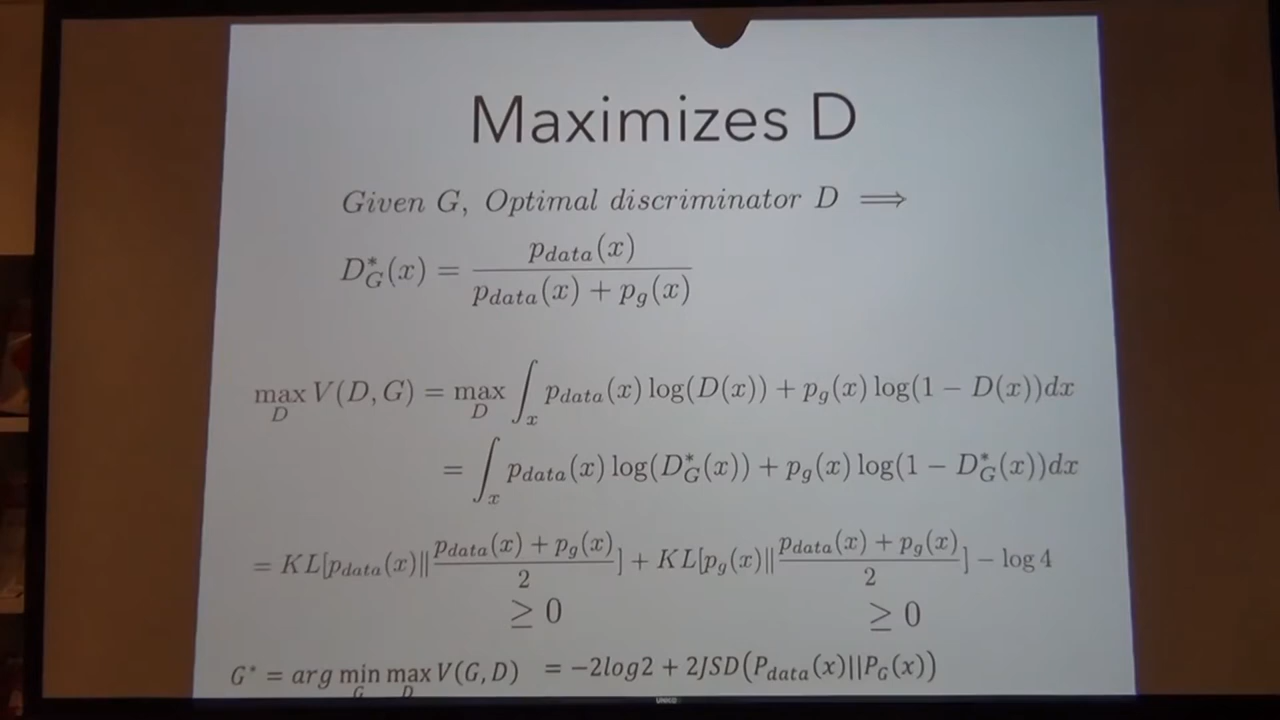 Maximizes D
Given G, Optimal discriminator D ⟹
D*_G(x) = p_data(x) / (p_data(x) + p_g(x))
max_D V(D, G) = max_D ∫_x p_data(x) log(D(x)) + p_g(x) log(1 − D(x))dx
= ∫_x p_data(x) log(D*_G(x)) + p_g(x) log(1 − D*_G(x))dx
= KL[p_data(x)|| (p_data(x) + p_g(x)) / 2] + KL[p_g(x)|| (p_data(x) + p_g(x)) / 2] − log 4
≥ 0 ≥ 0
G* = arg min_G max_D V(G, D) = −2log2 + 2JSD(P_data(x)||P_G(x))